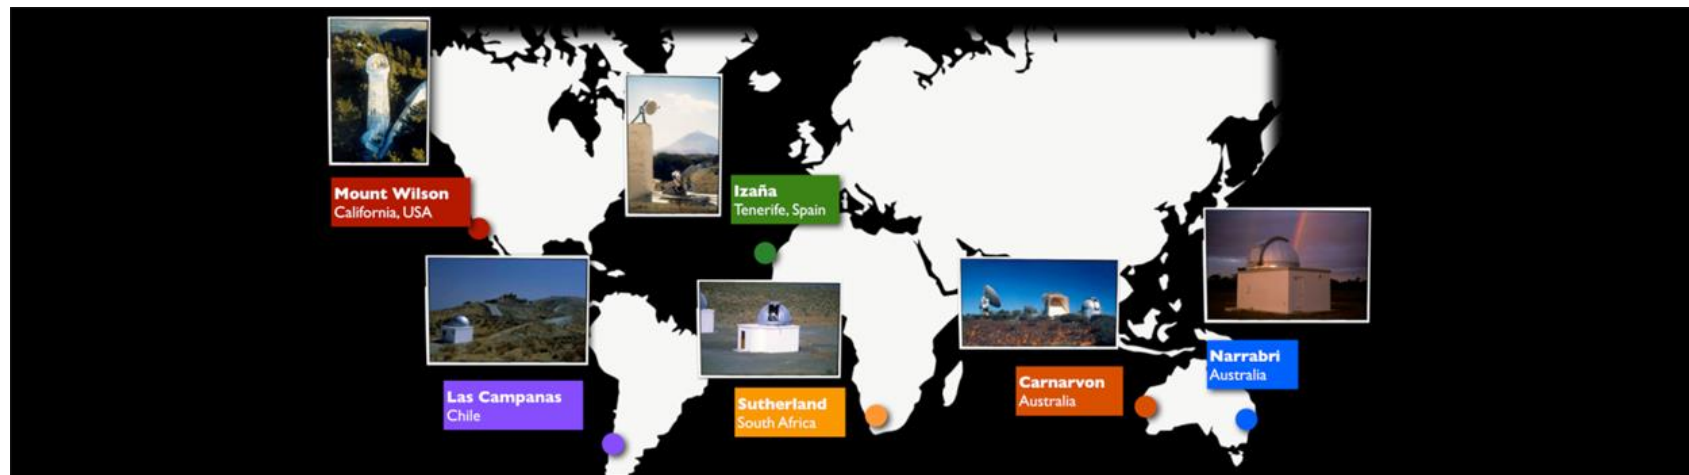 Mount Wilson
California, USA
Izaña
Tenerife, Spain
Las Campanas
Chile
Sutherland
South Africa
Carnarvon
Australia
Narrabri
Australia